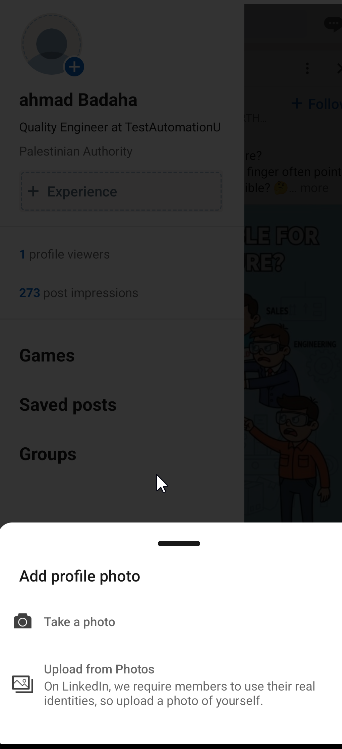 ahmad Badaha
Quality Engineer at TestAutomationU
Palestinian Authority
+ Experience
1 profile viewers
273 post impressions
Games
Saved posts
Groups
+ Follo
re?
finger often point
ble? 🤔... more
LE FOR
RE?
SALES
ENGINEERING
Add profile photo
Take a photo
Upload from Photos
On LinkedIn, we require members to use their real
identities, so upload a photo of yourself.